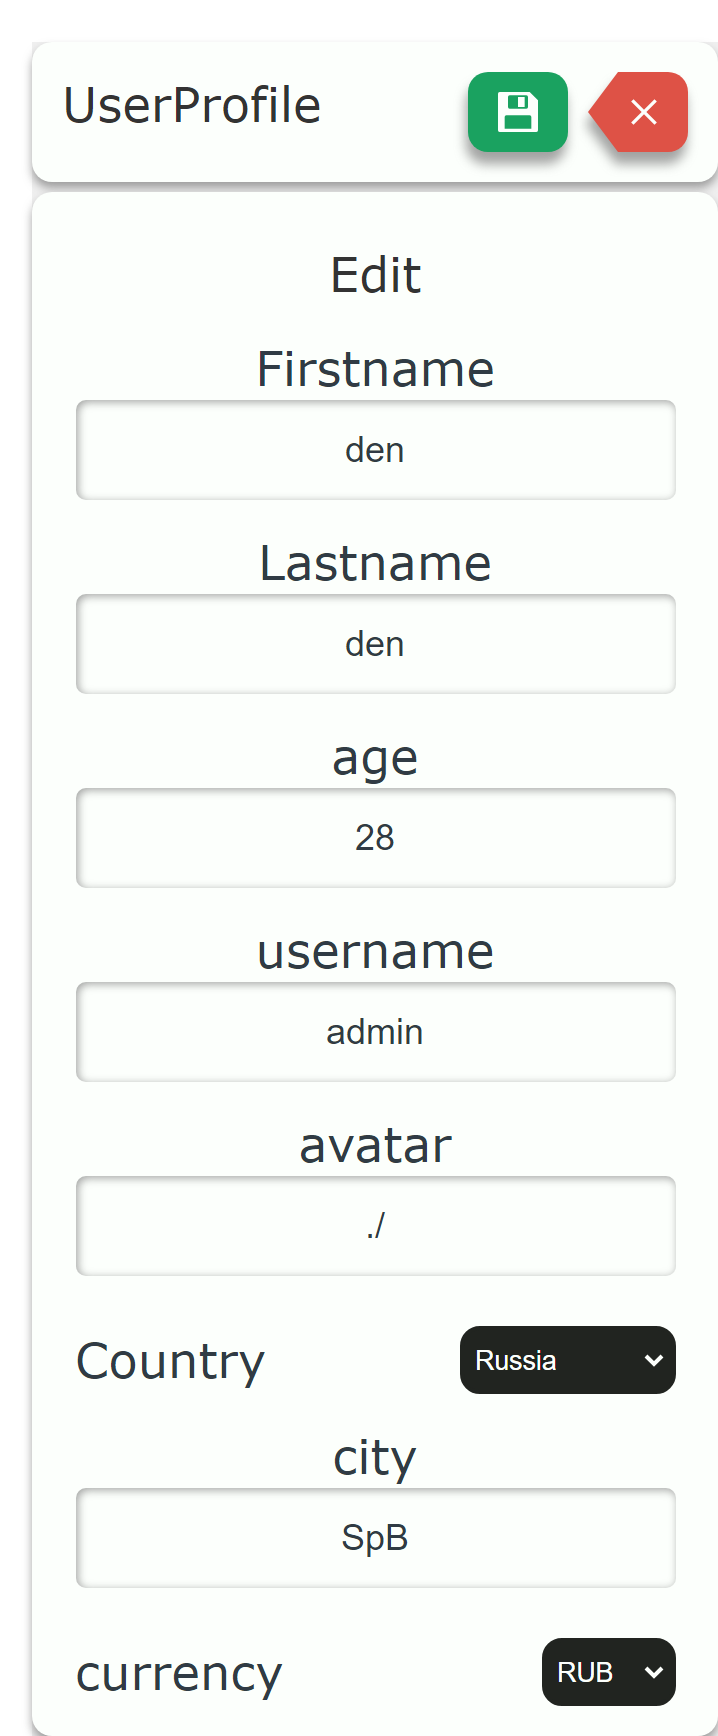 UserProfile
Edit
Firstname
den
Lastname
den
age
28
username
admin
avatar
./
Country
Russia
city
SpB
currency
RUB